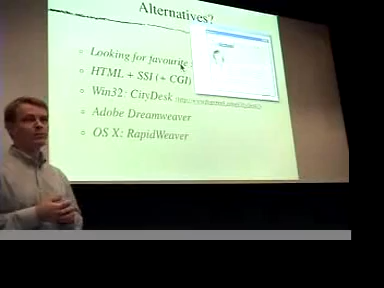 Alternatives?
Looking for favourite
HTML + SSI (+ CGI)
Win32: CityDesk
Adobe Dreamweaver
OS X: RapidWeaver